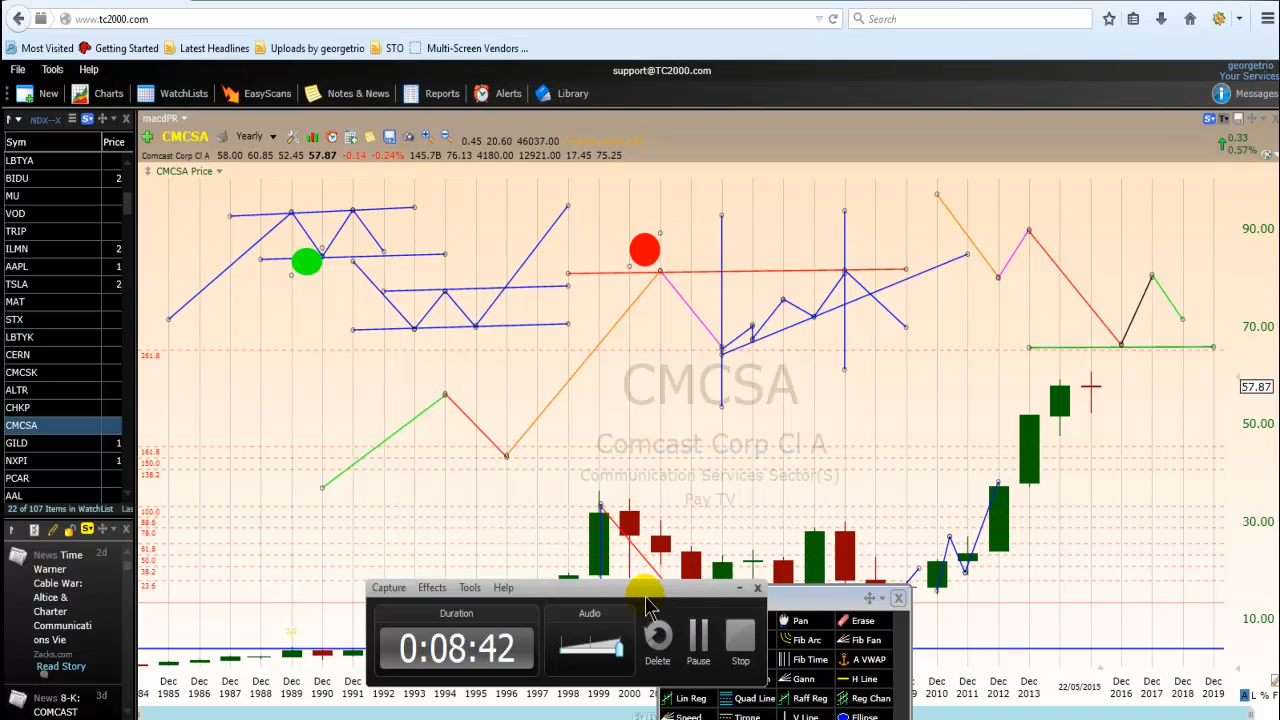 www.tc2000.com
Search
Most Visited Getting Started Latest Headlines Uploads by georgetrio STO Multi-Screen Vendors ...
File Tools Help
support@TC2000.com
georgetrio
Your Services
New Charts WatchLists EasyScans Notes & News Reports Alerts Library
Messages
NDX--X
macdPR
Sym Price
CMCSA Yearly 0.45 20.60 46037.00
0.33
0.57%
Comcast Corp Cl A 58.00 60.85 52.45 57.87 -0.14 -0.24% 145.7B 76.13 4180.00 12921.00 17.45 75.25
CMCSA Price
LBTYA
BIDU 2
MU
VOD
TRIP
ILMN 2
AAPL 1
TSLA 2
MAT
STX
LBTYK
CERN
CMCSK
ALTR
CHKP
CMCSA
GILD 1
NXPI 1
PCAR
AAL
22 of 107 Items in WatchList Las
90.00
70.00
57.87
50.00
30.00
10.00
261.8
161.8
150.0
138.2
100.0
88.6
78.0
61.8
50.0
38.2
23.6
CMCSA
Comcast Corp Cl A
Communication Services Sector(S)
Pay TV
News Time 2d
Warner
Cable War:
Altice &
Charter
Communicati
ons Vie
Zacks.com
Read Story
News 8-K: 3d
COMCAST
Capture Effects Tools Help
Duration
0:08:42
Audio
Delete Pause Stop
Pan Erase
Fib Arc Fib Fan
Fib Time A VWAP
Gann H Line
Lin Reg Quad Line Raff Reg Reg Chan
Speed Tirone V Line Ellipse
Dec Dec Dec Dec Dec Dec Dec Dec Dec Dec Dec Dec Dec Dec Dec Dec Dec Dec
84 1985 1986 1987 1988 1989 1990 1991 1992 1993 1994 1995 1996 1997 1998 1999 2000
2010 2011 2012 2013 22/05/2015 2016 2017 2018 2019
A L % F